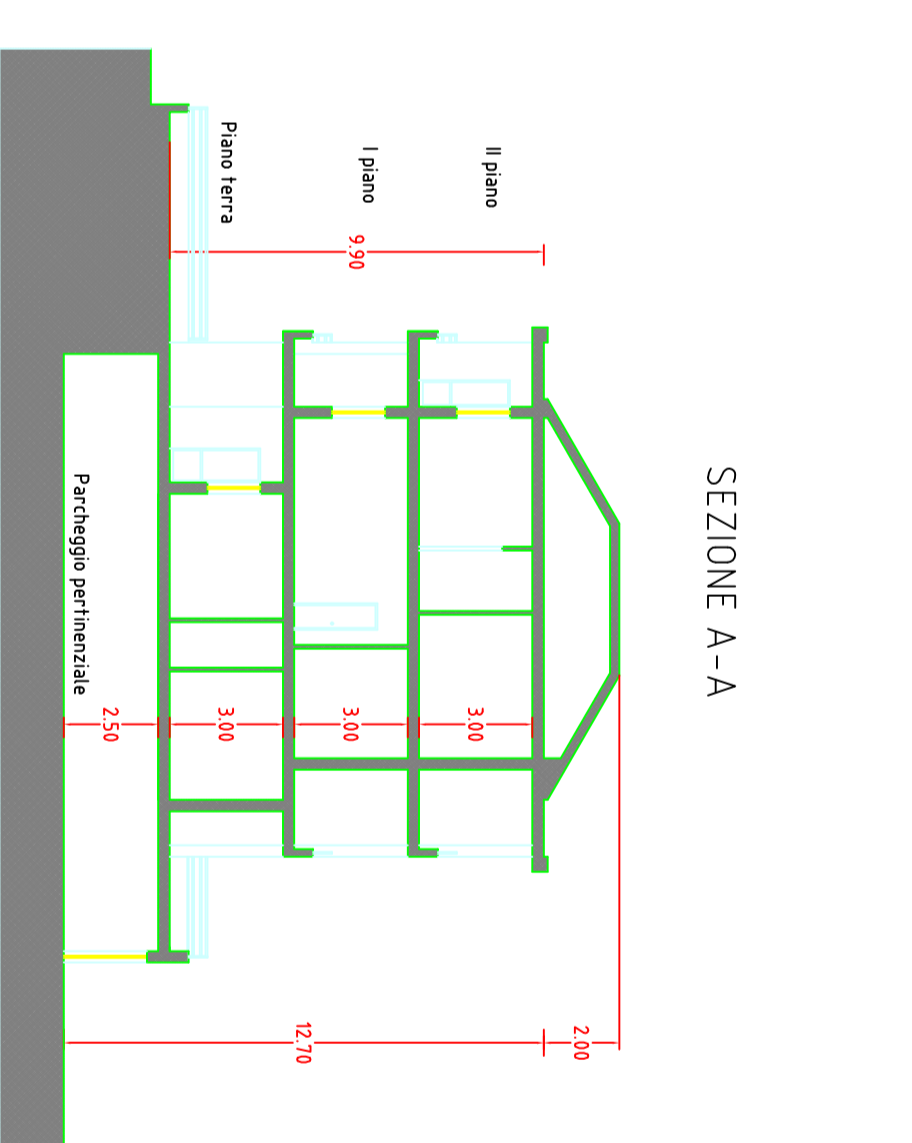 SEZIONE A-A
2.00
II piano
9.90
I piano
Piano terra
3.00
3.00
3.00
2.50
12.70
Parcheggio pertinenziale